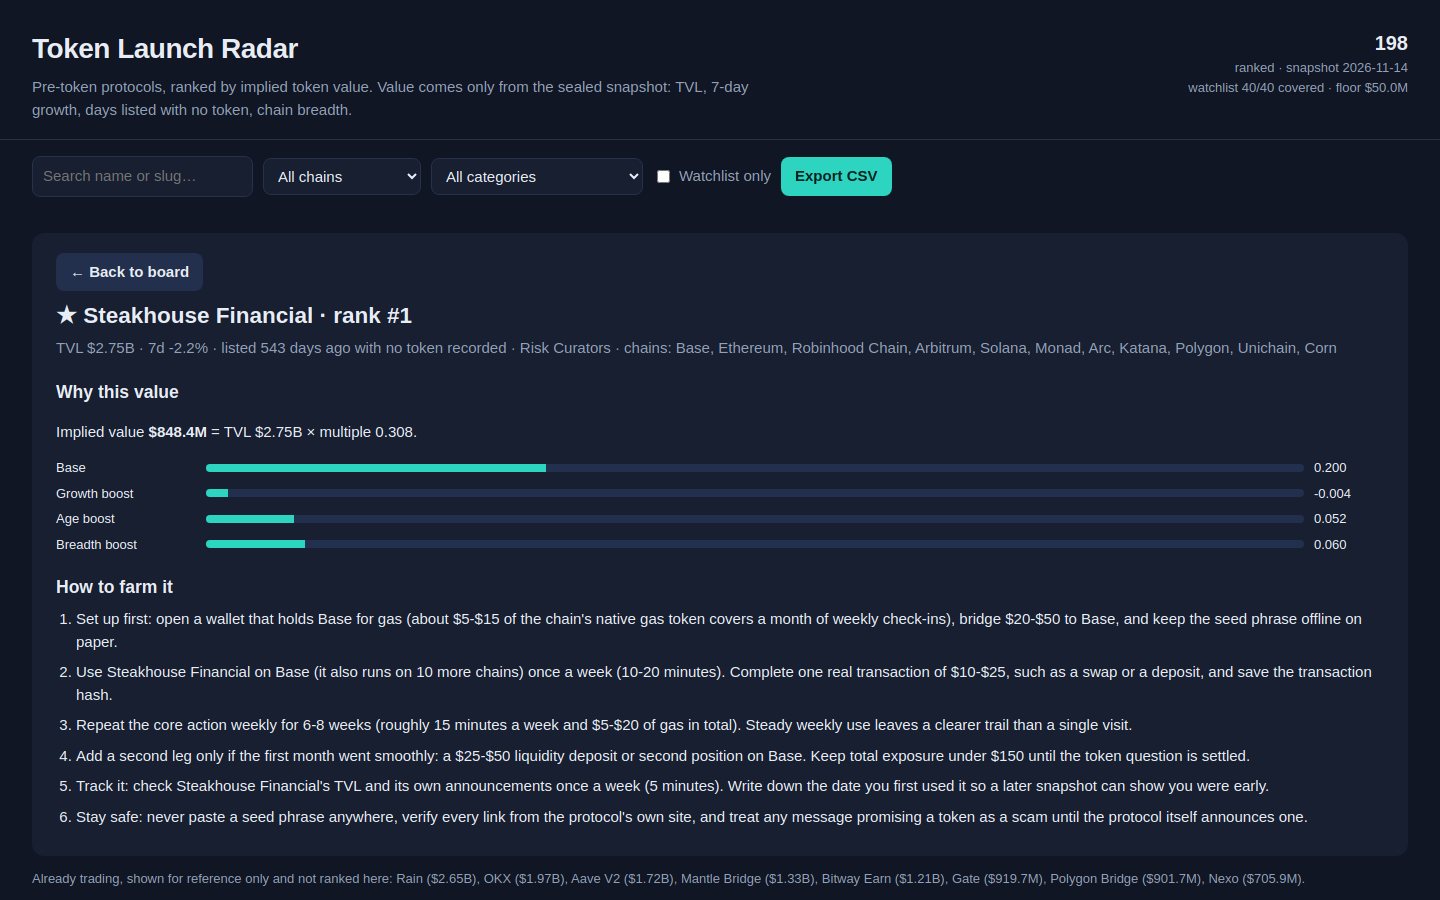 Token Launch Radar
198
Pre-token protocols, ranked by implied token value. Value comes only from the sealed snapshot: TVL, 7-day
growth, days listed with no token, chain breadth.
ranked · snapshot 2026-11-14
watchlist 40/40 covered · floor $50.0M
Search name or slug…
All chains
All categories
Watchlist only
Export CSV
← Back to board
★ Steakhouse Financial · rank #1
TVL $2.75B · 7d -2.2% · listed 543 days ago with no token recorded · Risk Curators · chains: Base, Ethereum, Robinhood Chain, Arbitrum, Solana, Monad, Arc, Katana, Polygon, Unichain, Corn
Why this value
Implied value $848.4M = TVL $2.75B × multiple 0.308.
Base 0.200
Growth boost -0.004
Age boost 0.052
Breadth boost 0.060
How to farm it
1. Set up first: open a wallet that holds Base for gas (about $5-$15 of the chain's native gas token covers a month of weekly check-ins), bridge $20-$50 to Base, and keep the seed phrase offline on
paper.
2. Use Steakhouse Financial on Base (it also runs on 10 more chains) once a week (10-20 minutes). Complete one real transaction of $10-$25, such as a swap or a deposit, and save the transaction
hash.
3. Repeat the core action weekly for 6-8 weeks (roughly 15 minutes a week and $5-$20 of gas in total). Steady weekly use leaves a clearer trail than a single visit.
4. Add a second leg only if the first month went smoothly: a $25-$50 liquidity deposit or second position on Base. Keep total exposure under $150 until the token question is settled.
5. Track it: check Steakhouse Financial's TVL and its own announcements once a week (5 minutes). Write down the date you first used it so a later snapshot can show you were early.
6. Stay safe: never paste a seed phrase anywhere, verify every link from the protocol's own site, and treat any message promising a token as a scam until the protocol itself announces one.
Already trading, shown for reference only and not ranked here: Rain ($2.65B), OKX ($1.97B), Aave V2 ($1.72B), Mantle Bridge ($1.33B), Bitway Earn ($1.21B), Gate ($919.7M), Polygon Bridge ($901.7M), Nexo ($705.9M).